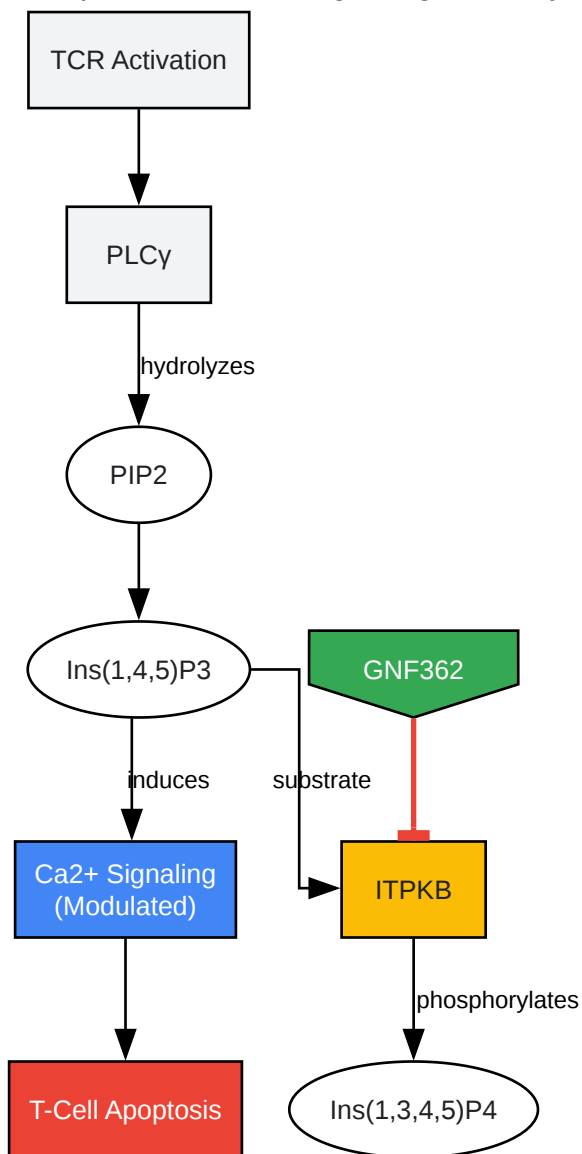 TCR Activation
PLCγ
hydrolyzes
PIP2
Ins(1,4,5)P3
GNF362
induces
substrate
Ca2+ Signaling
(Modulated)
ITPKB
phosphorylates
T-Cell Apoptosis
Ins(1,3,4,5)P4